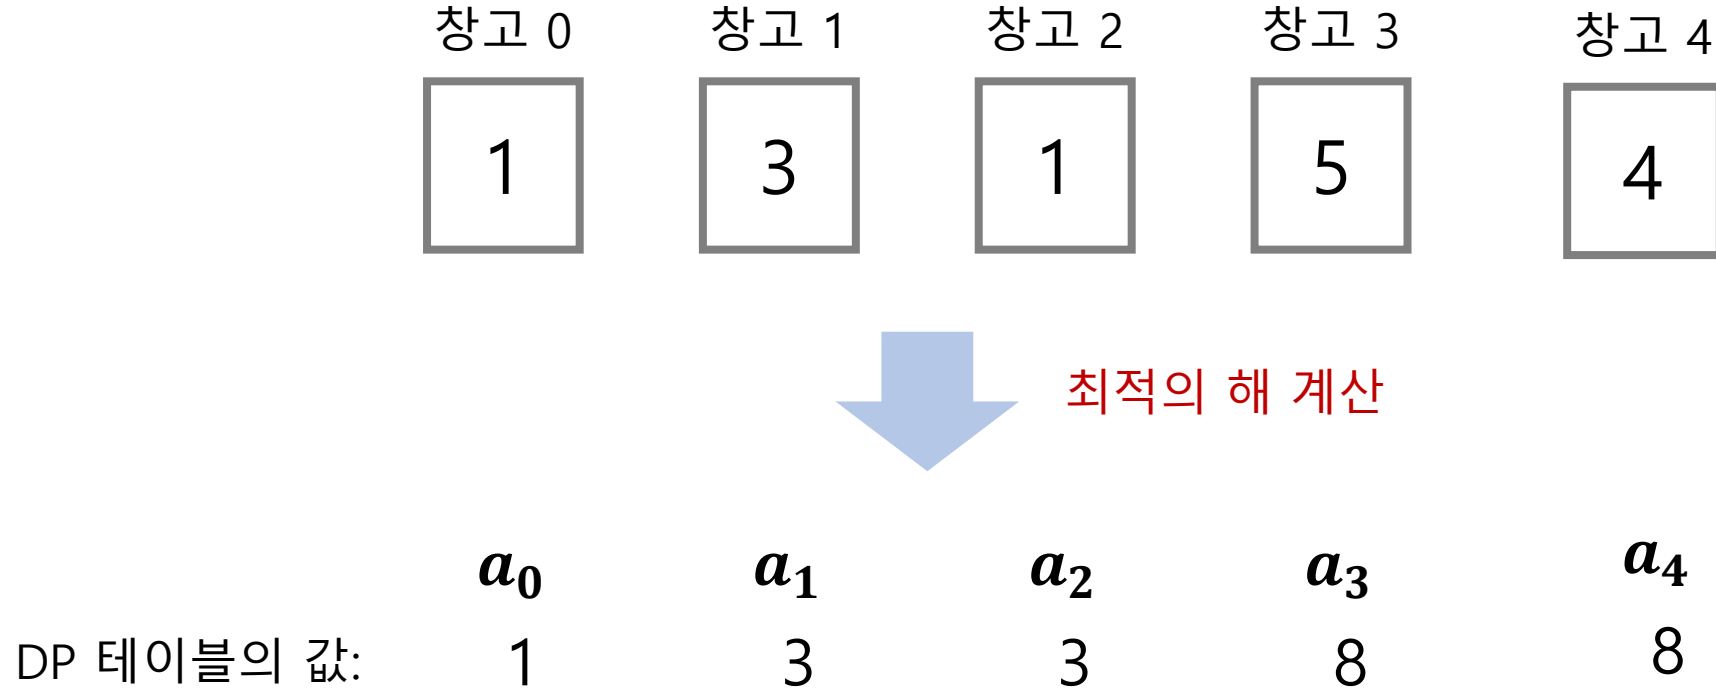 창고 0 창고 1 창고 2 창고 3 창고 4
1 3 1 5 4
최적의 해 계산
a₀ a₁ a₂ a₃ a₄
DP 테이블의 값: 1 3 3 8 8